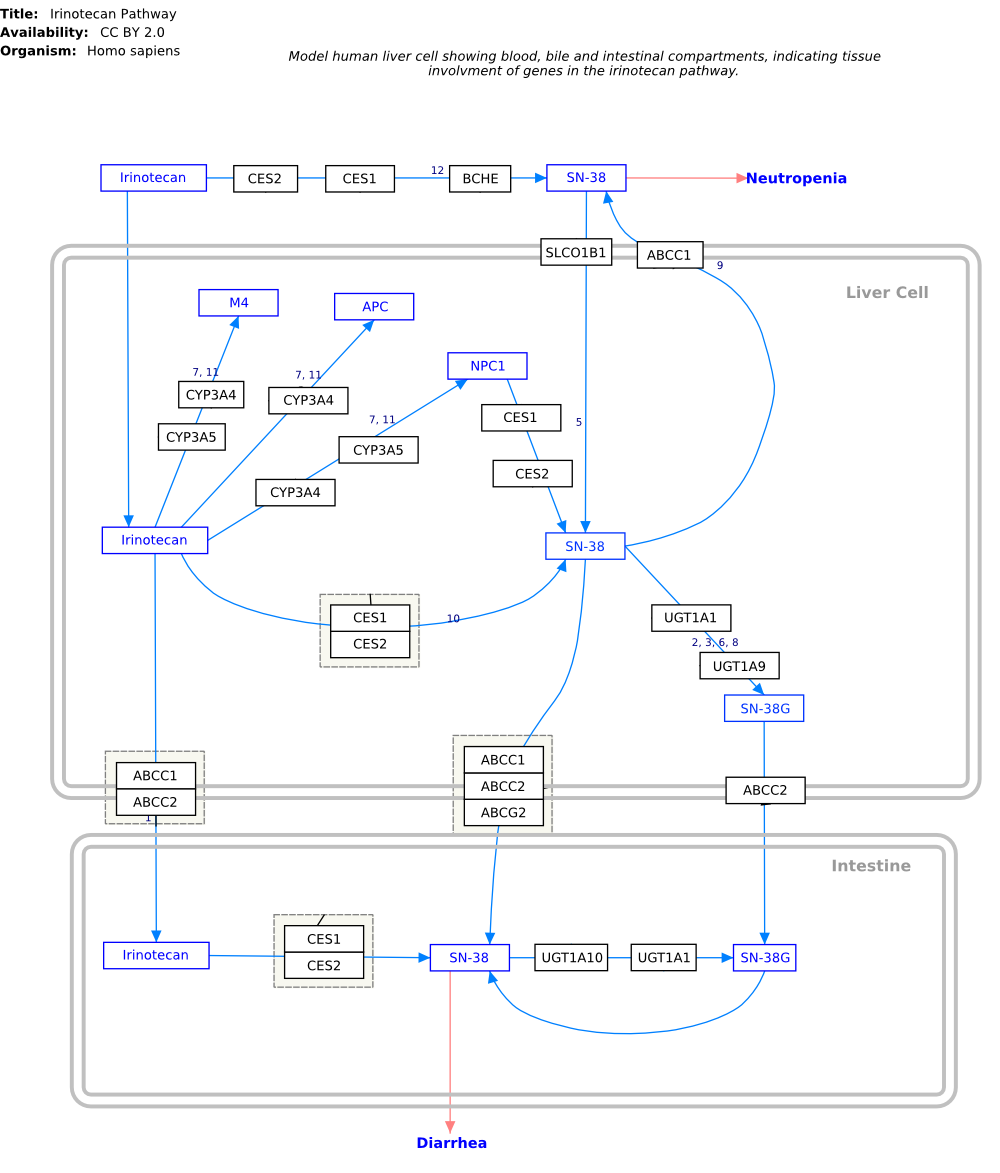 Title: Irinotecan Pathway
Availability: CC BY 2.0
Organism: Homo sapiens
Model human liver cell showing blood, bile and intestinal compartments, indicating tissue
involvment of genes in the irinotecan pathway.
Irinotecan CES2 CES1 12 BCHE SN-38 Neutropenia
SLCO1B1 ABCC1 9
Liver Cell
M4 APC
NPC1
7, 11 7, 11
CYP3A4 CYP3A4
7, 11 CES1 5
CYP3A5 CYP3A5
CES2
CYP3A4
Irinotecan SN-38
CES1 10 UGT1A1
CES2 2, 3, 6, 8
UGT1A9
SN-38G
ABCC1 ABCC1
ABCC2 ABCC2 ABCC2
1 ABCG2
Intestine
CES1
Irinotecan SN-38 UGT1A10 UGT1A1 SN-38G
CES2
Diarrhea